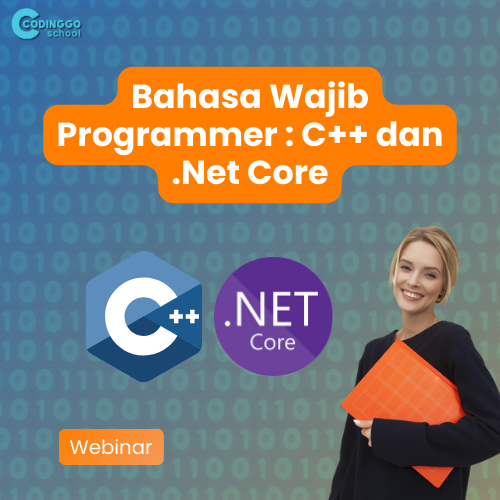 CODINGGO
school
Bahasa Wajib
Programmer : C++ dan
.Net Core
C++
.NET
Core
Webinar